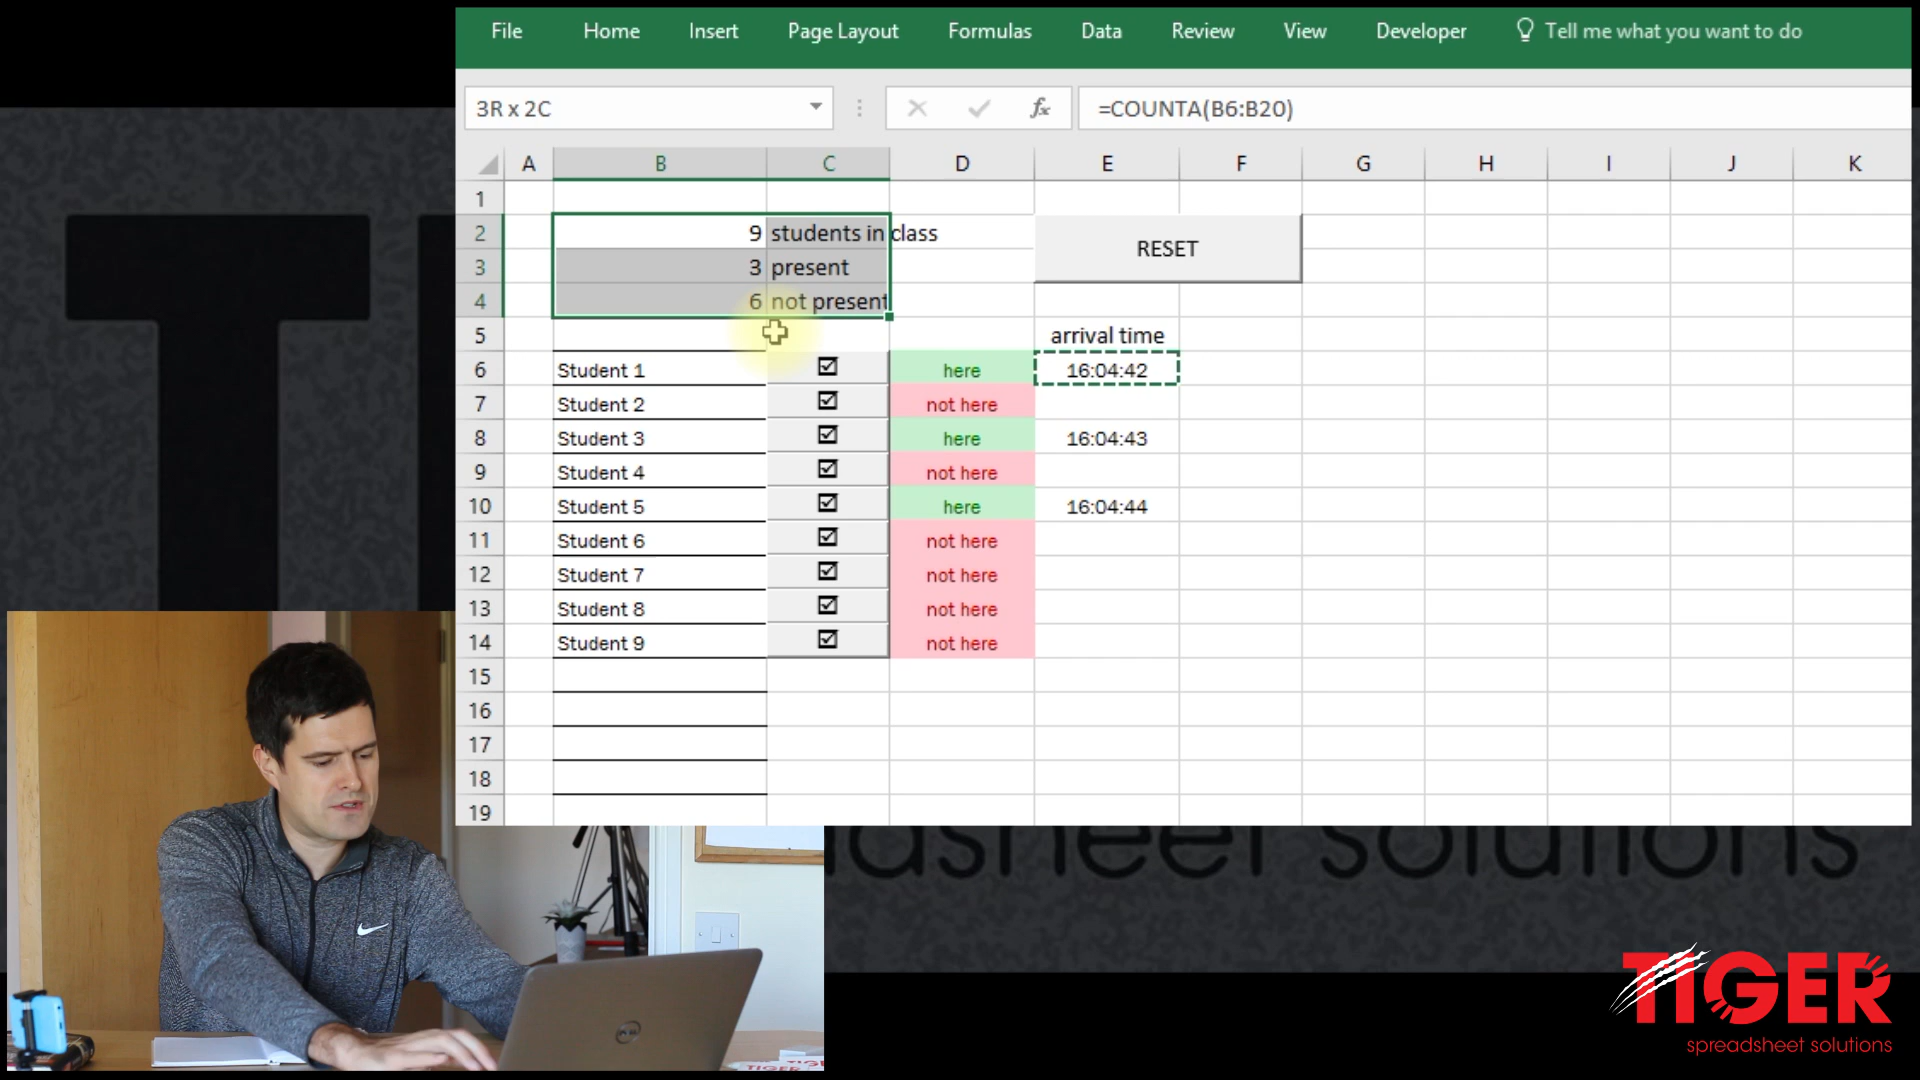 File Home Insert Page Layout Formulas Data Review View Developer Tell me what you want to do
3R x 2C fx =COUNTA(B6:B20)
A B C D E F G H I J K
1
2 9 students in class RESET
3 3 present
4 6 not present
5 arrival time
6 Student 1 here 16:04:42
7 Student 2 not here
8 Student 3 here 16:04:43
9 Student 4 not here
10 Student 5 here 16:04:44
11 Student 6 not here
12 Student 7 not here
13 Student 8 not here
14 Student 9 not here
15
16
17
18
19
adsheet solutions
TIGER
spreadsheet solutions
DELL
TIGER